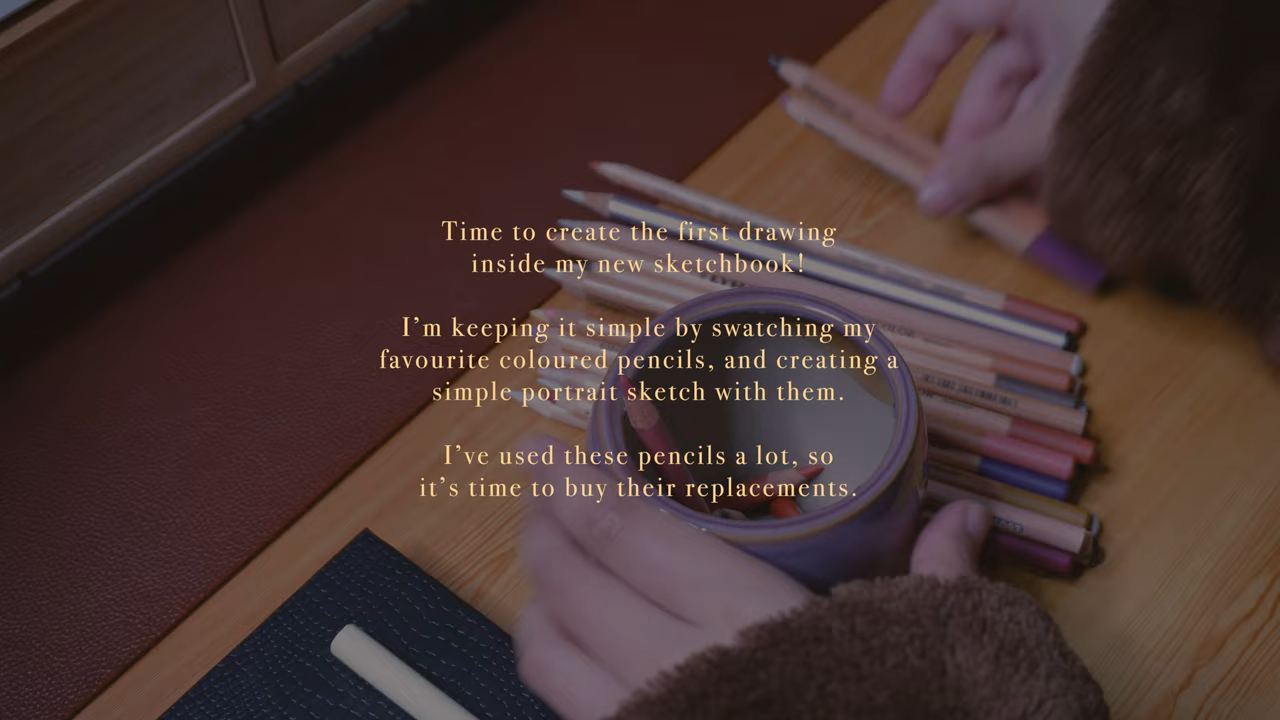 Time to create the first drawing
inside my new sketchbook!
I’m keeping it simple by swatching my
favourite coloured pencils, and creating a
simple portrait sketch with them.
I’ve used these pencils a lot, so
it’s time to buy their replacements.